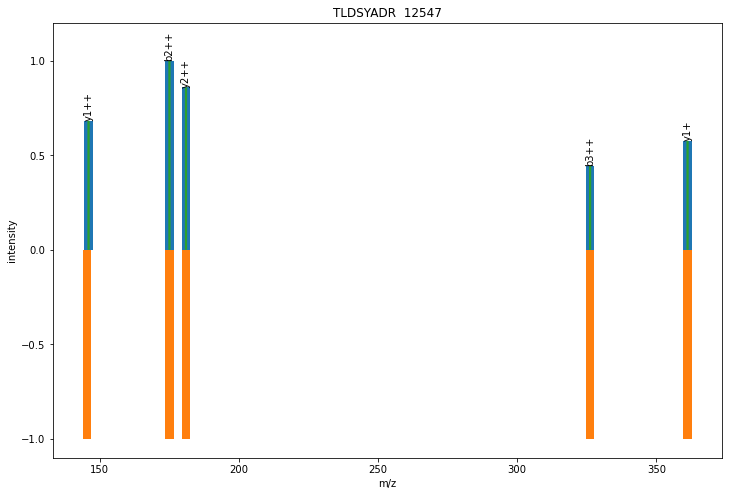 TLDSYADR 12547
intensity
1.0
0.5
0.0
−0.5
−1.0
y1++
b2++
y2++
b3++
y1+
150
200
250
300
350
m/z